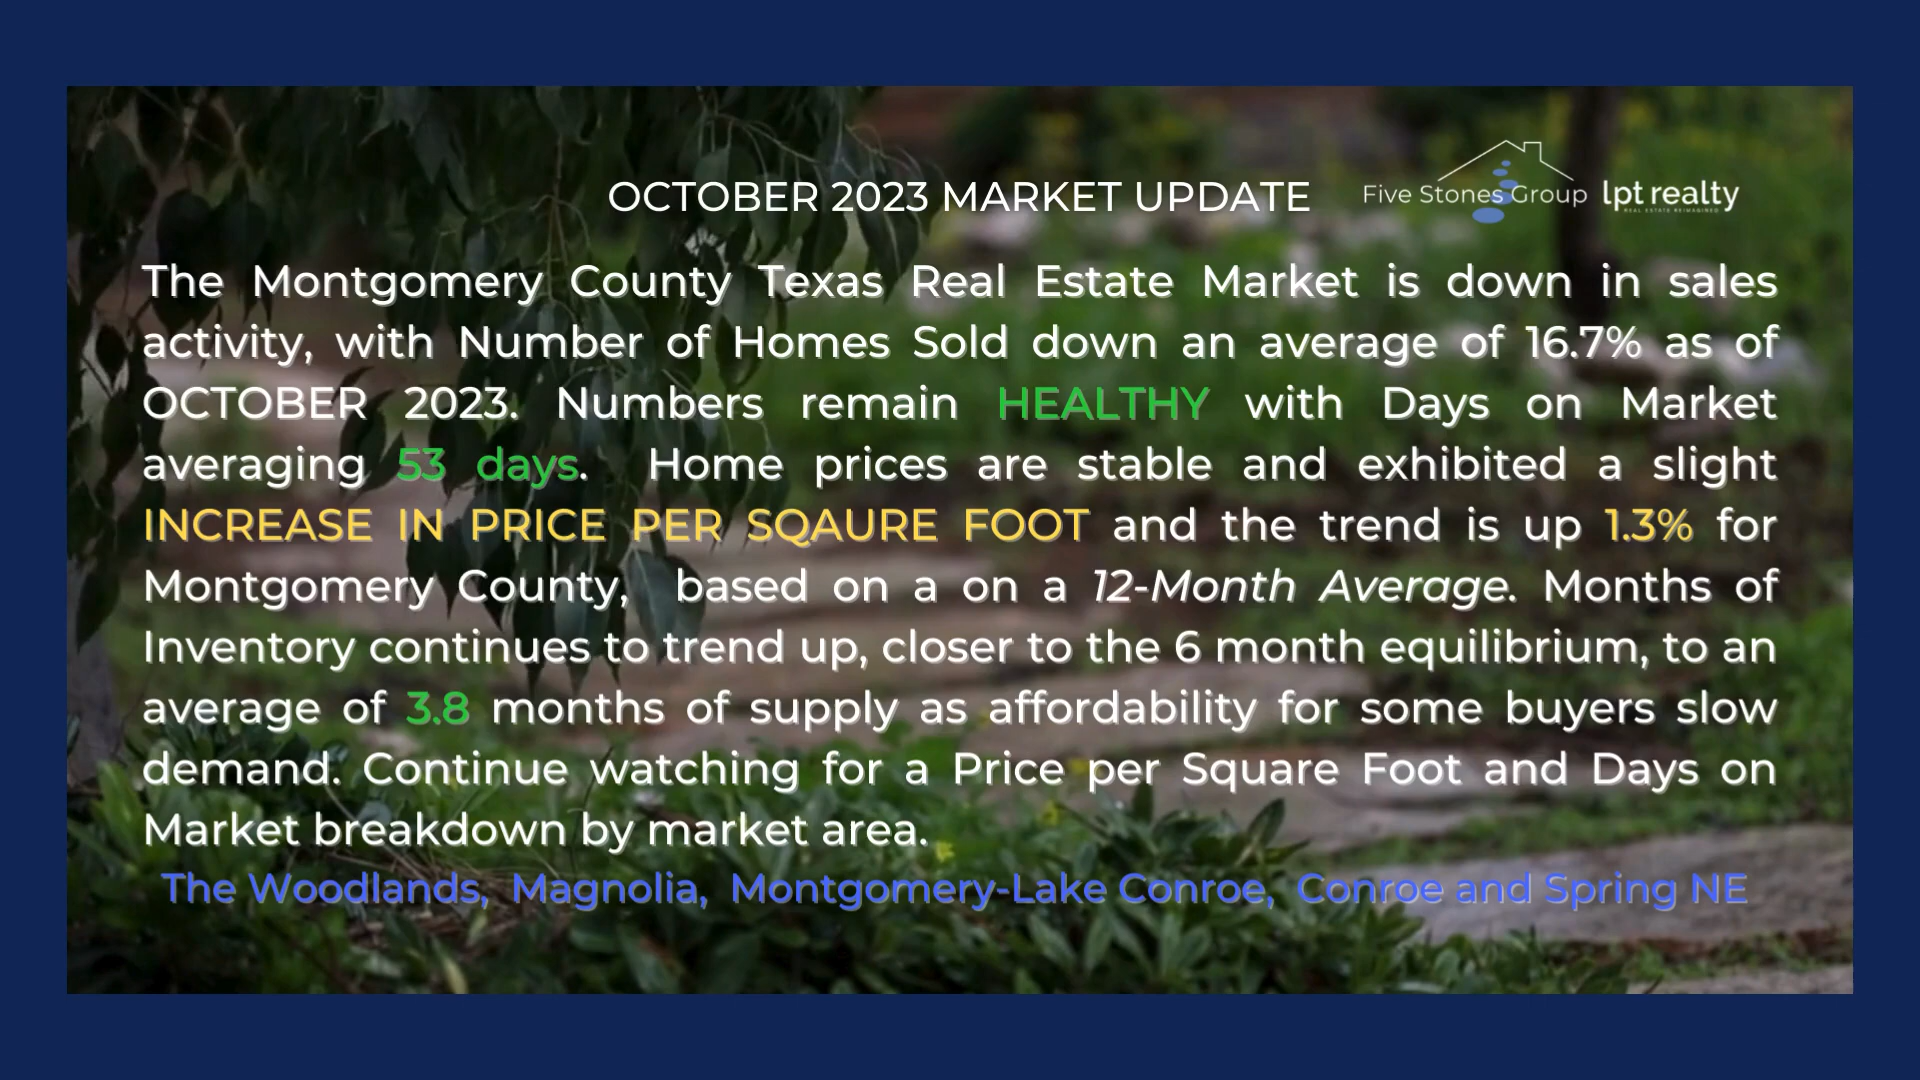 OCTOBER 2023 MARKET UPDATE
Five Stones Group lpt realty
REAL ESTATE REIMAGINED
The Montgomery County Texas Real Estate Market is down in sales
activity, with Number of Homes Sold down an average of 16.7% as of
OCTOBER 2023. Numbers remain HEALTHY with Days on Market
averaging 53 days. Home prices are stable and exhibited a slight
INCREASE IN PRICE PER SQAURE FOOT and the trend is up 1.3% for
Montgomery County, based on a on a 12-Month Average. Months of
Inventory continues to trend up, closer to the 6 month equilibrium, to an
average of 3.8 months of supply as affordability for some buyers slow
demand. Continue watching for a Price per Square Foot and Days on
Market breakdown by market area.
The Woodlands, Magnolia, Montgomery-Lake Conroe, Conroe and Spring NE